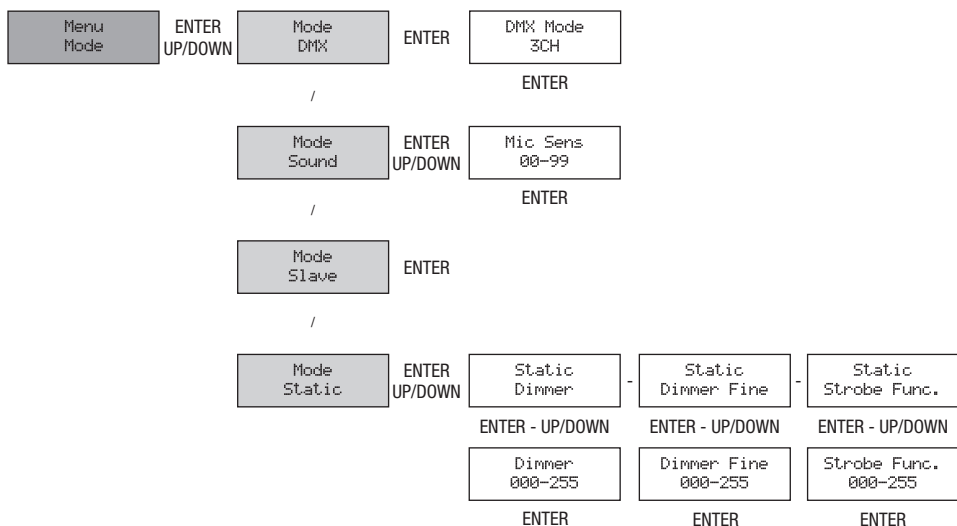 Menu
Mode
ENTER
UP/DOWN
Mode
DMX
ENTER
DMX Mode
3CH
ENTER
/
Mode
Sound
ENTER
UP/DOWN
Mic Sens
00-99
ENTER
/
Mode
Slave
ENTER
/
Mode
Static
ENTER
UP/DOWN
Static
Dimmer
-
Static
Dimmer Fine
-
Static
Strobe Func.
ENTER - UP/DOWN
ENTER - UP/DOWN
ENTER - UP/DOWN
Dimmer
000-255
Dimmer Fine
000-255
Strobe Func.
000-255
ENTER
ENTER
ENTER